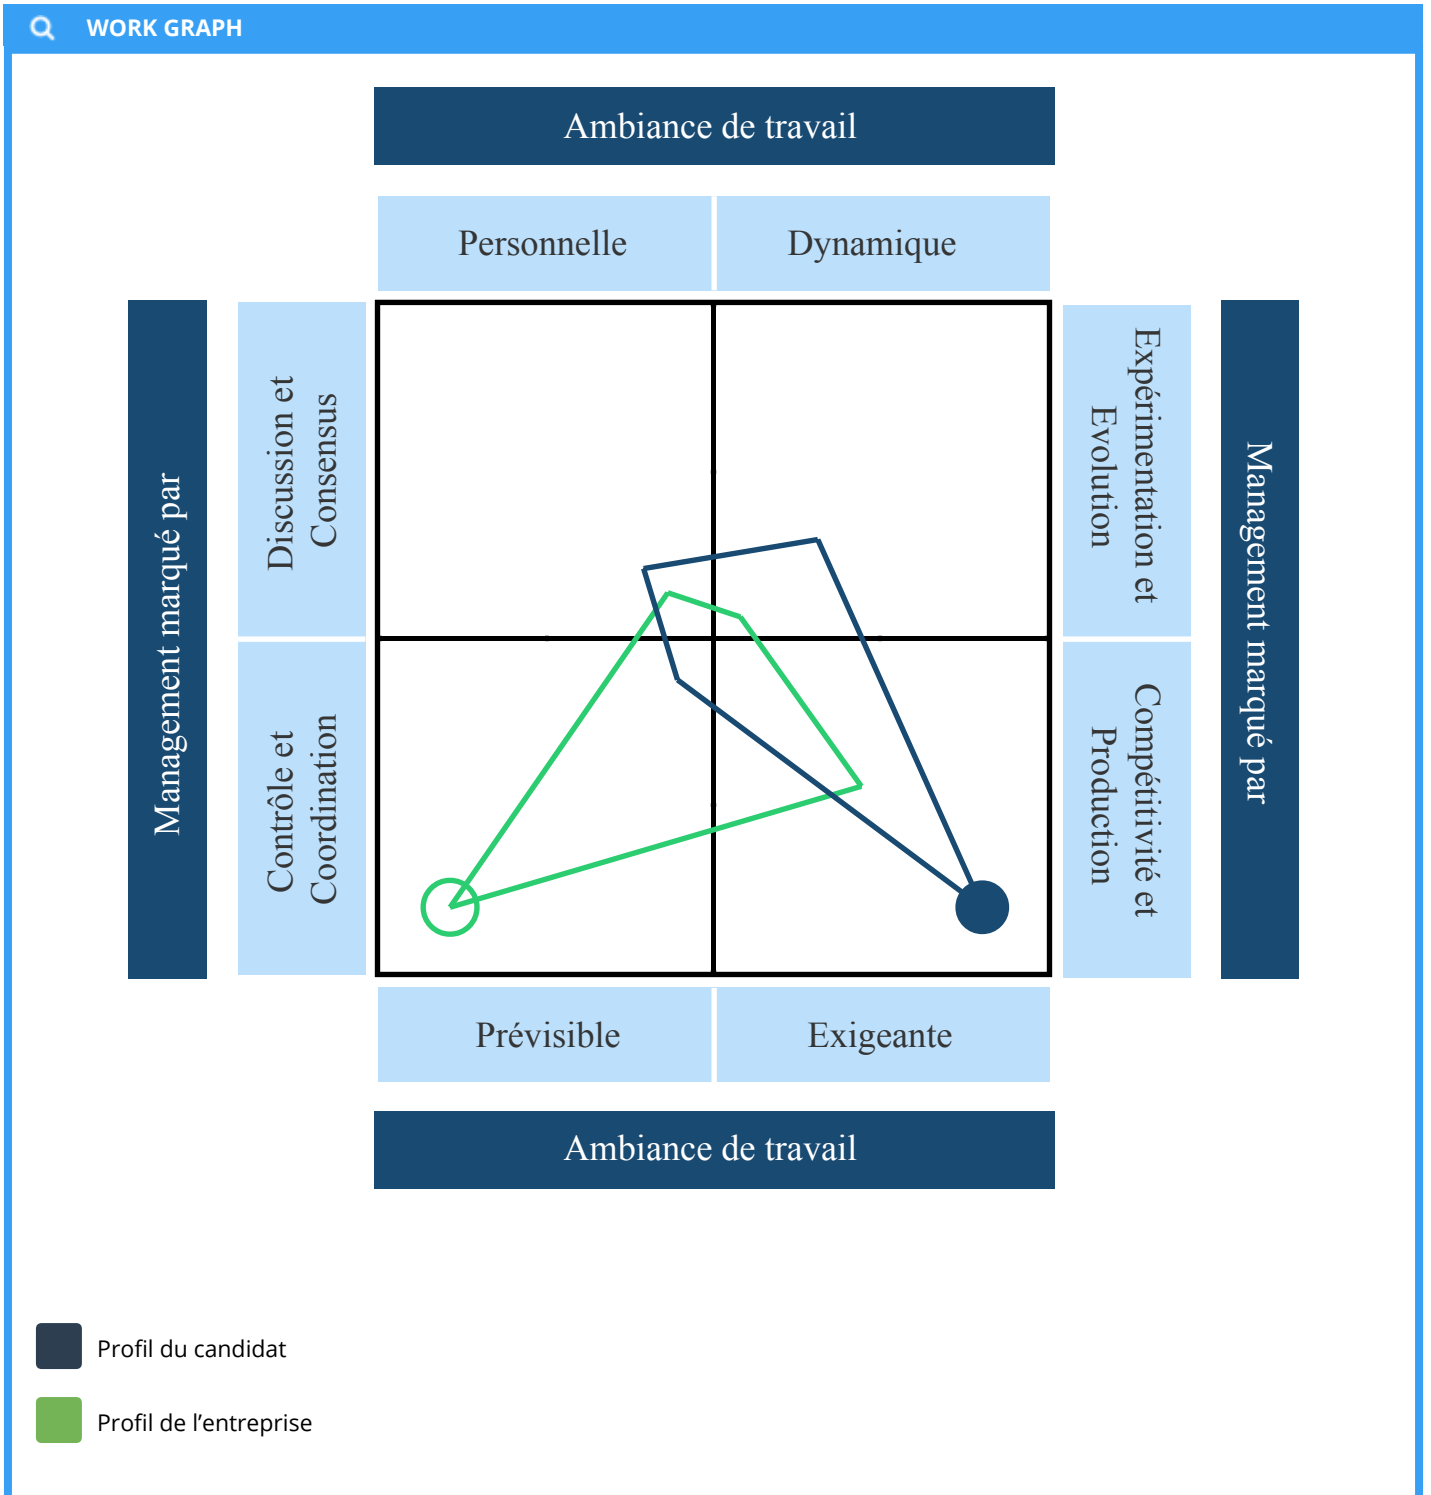 WORK GRAPH
Ambiance de travail
Personnelle
Dynamique
Management marqué par
Discussion et
Consensus
Contrôle et
Coordination
Expérimentation et
Evolution
Compétitivité et
Production
Management marqué par
Prévisible
Exigeante
Ambiance de travail
Profil du candidat
Profil de l’entreprise